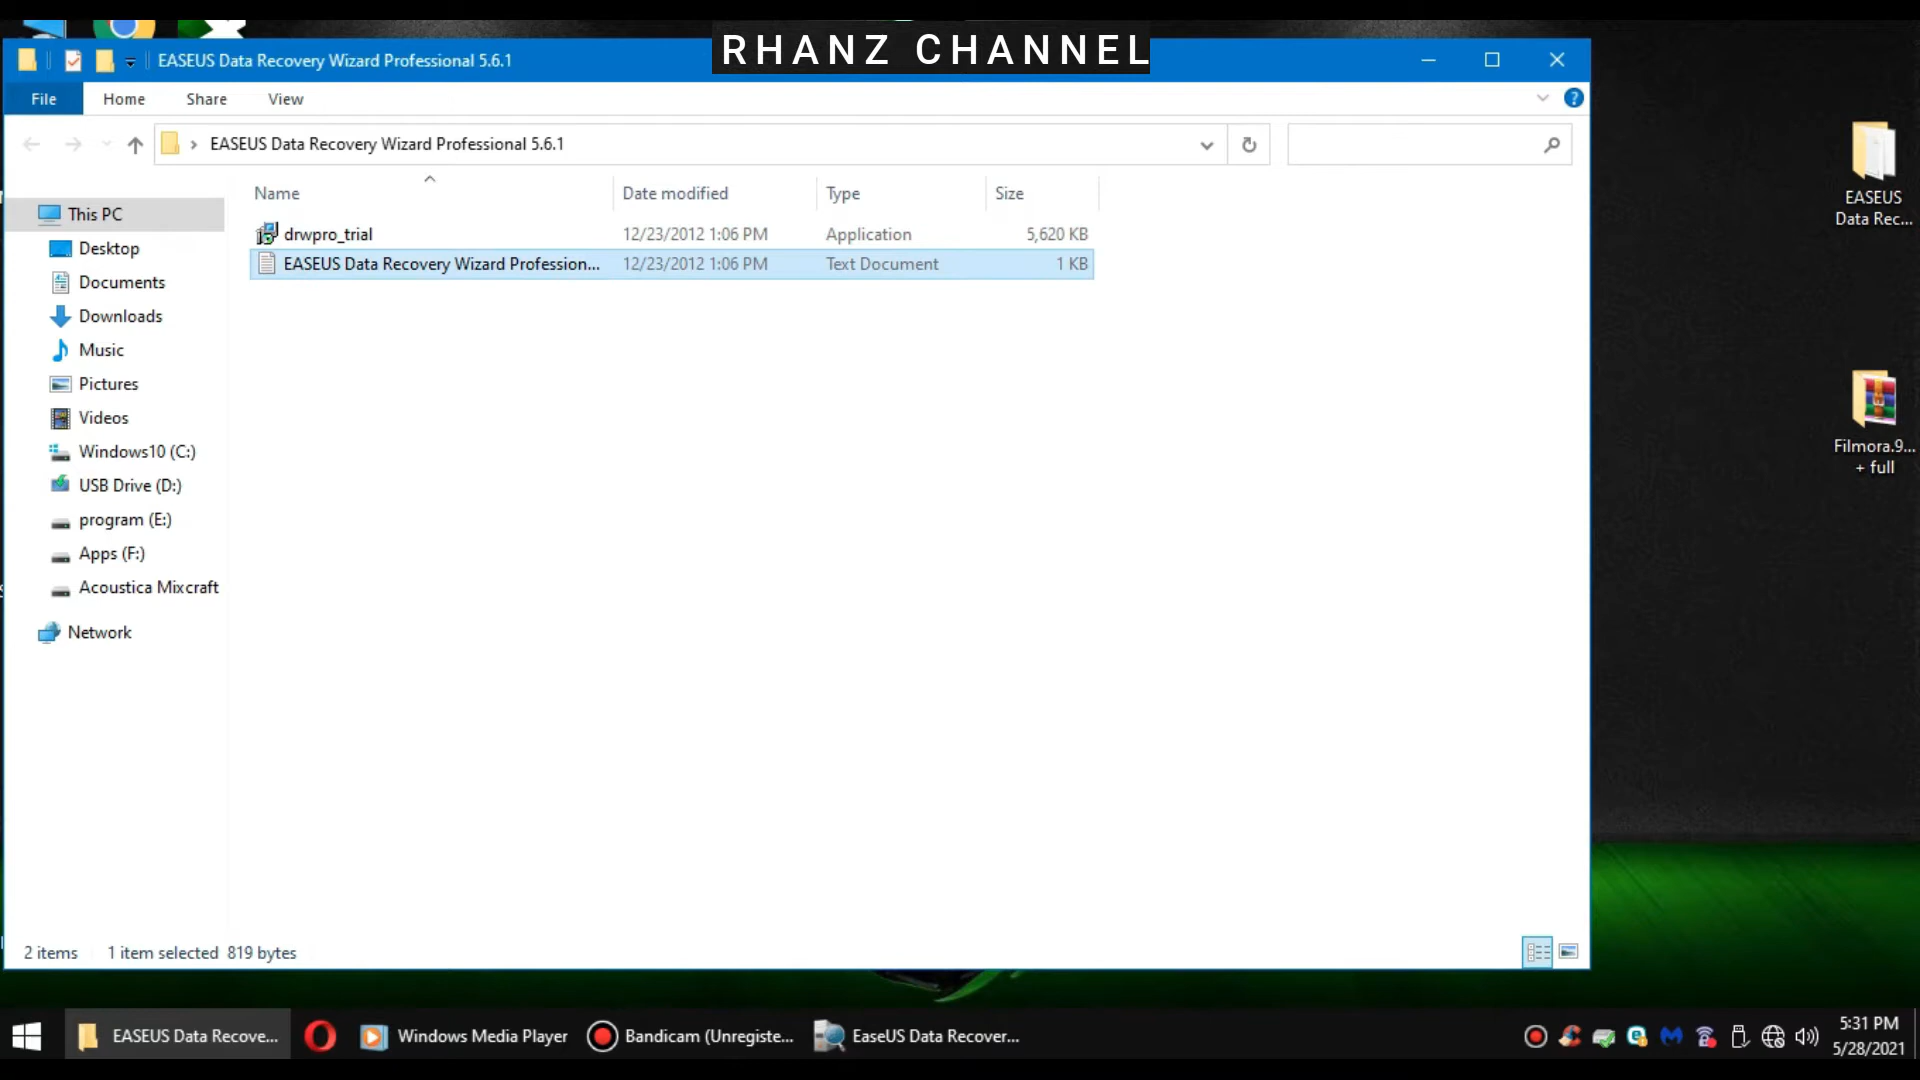 RHANZ CHANNEL
EASEUS Data Recovery Wizard Professional 5.6.1
File Home Share View
EASEUS Data Recovery Wizard Professional 5.6.1
Name Date modified Type Size
drwpro_trial 12/23/2012 1:06 PM Application 5,620 KB
EASEUS Data Recovery Wizard Profession... 12/23/2012 1:06 PM Text Document 1 KB
This PC
Desktop
Documents
Downloads
Music
Pictures
Videos
Windows10 (C:)
USB Drive (D:)
program (E:)
Apps (F:)
Acoustica Mixcraft
Network
2 items 1 item selected 819 bytes
EASEUS
Data Rec...
Filmora.9...
+ full
EASEUS Data Recove... Windows Media Player Bandicam (Unregiste... EaseUS Data Recover...
5:31 PM
5/28/2021